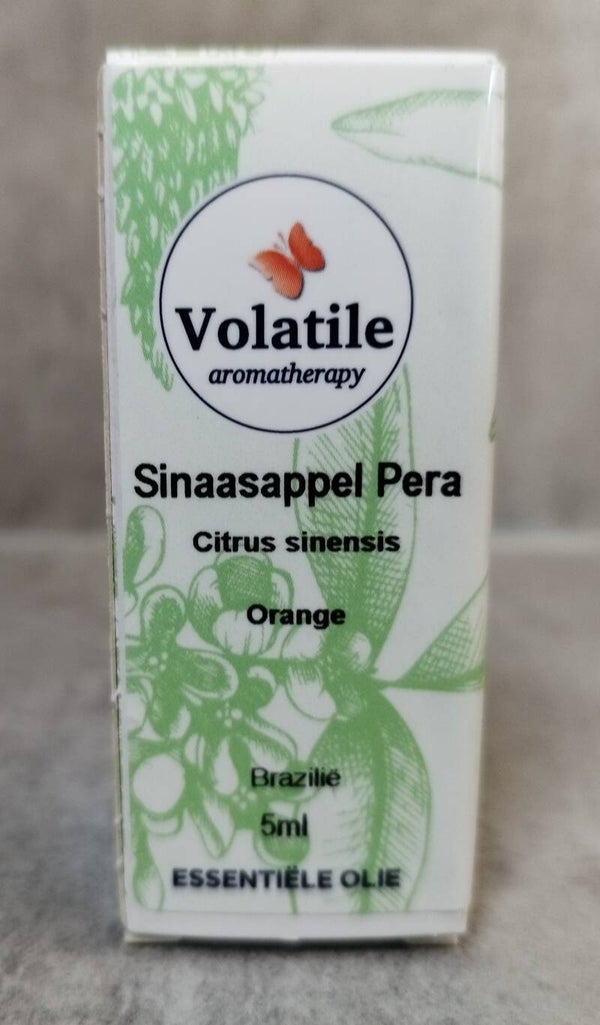 Volatile
aromatherapy
Sinaasappel Pera
Citrus sinensis
Orange
Brazilië
5ml
ESSENTIËLE OLIE